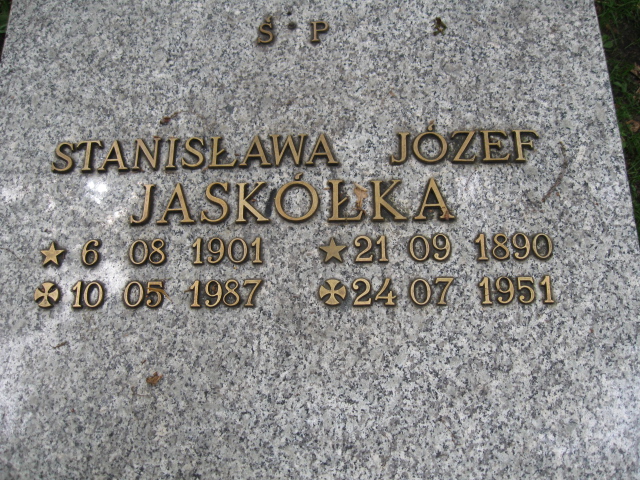 Ś P
STANISŁAWA JÓZEF
JASKÓŁKA
6 08 1901 21 09 1890
10 05 1987 24 07 1951